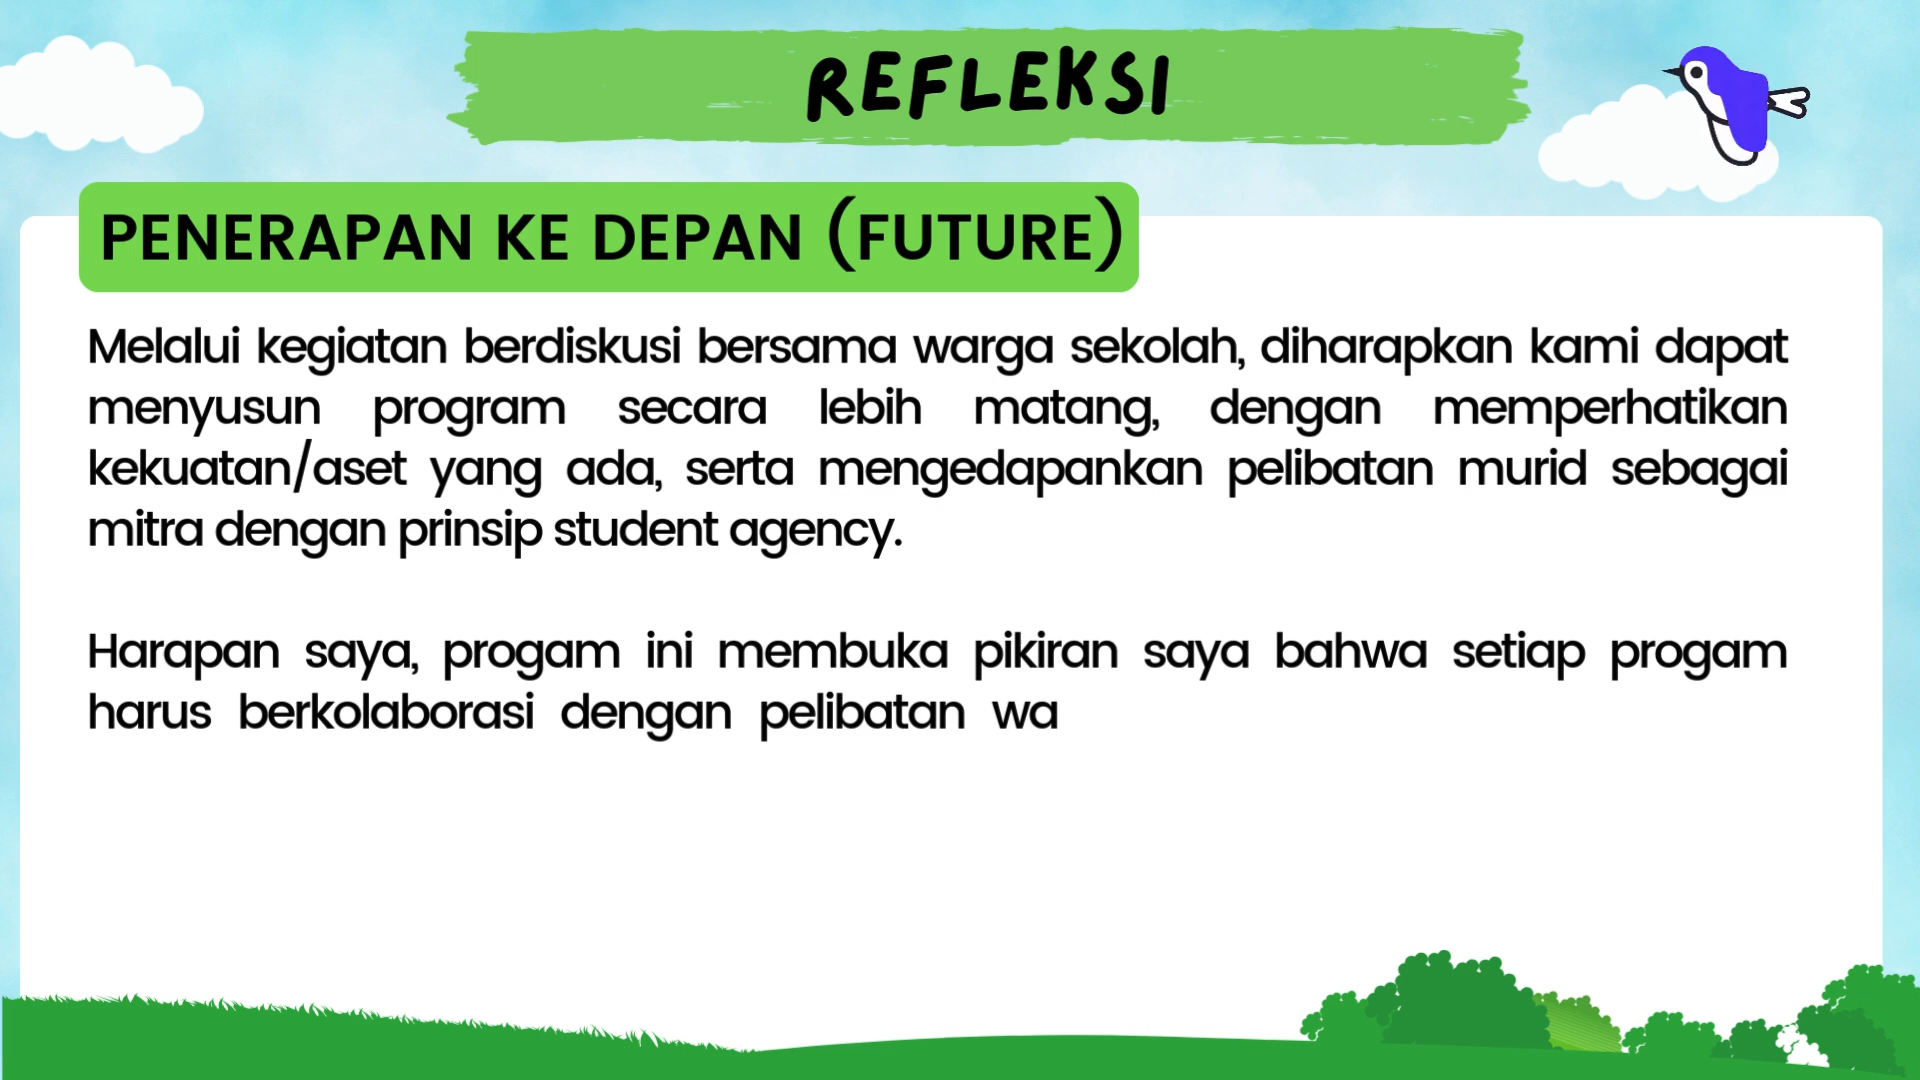 REFLEKSI
PENERAPAN KE DEPAN (FUTURE)
Melalui kegiatan berdiskusi bersama warga sekolah, diharapkan kami dapat
menyusun program secara lebih matang, dengan memperhatikan
kekuatan/aset yang ada, serta mengedapankan pelibatan murid sebagai
mitra dengan prinsip student agency.
Harapan saya, progam ini membuka pikiran saya bahwa setiap progam
harus berkolaborasi dengan pelibatan wa